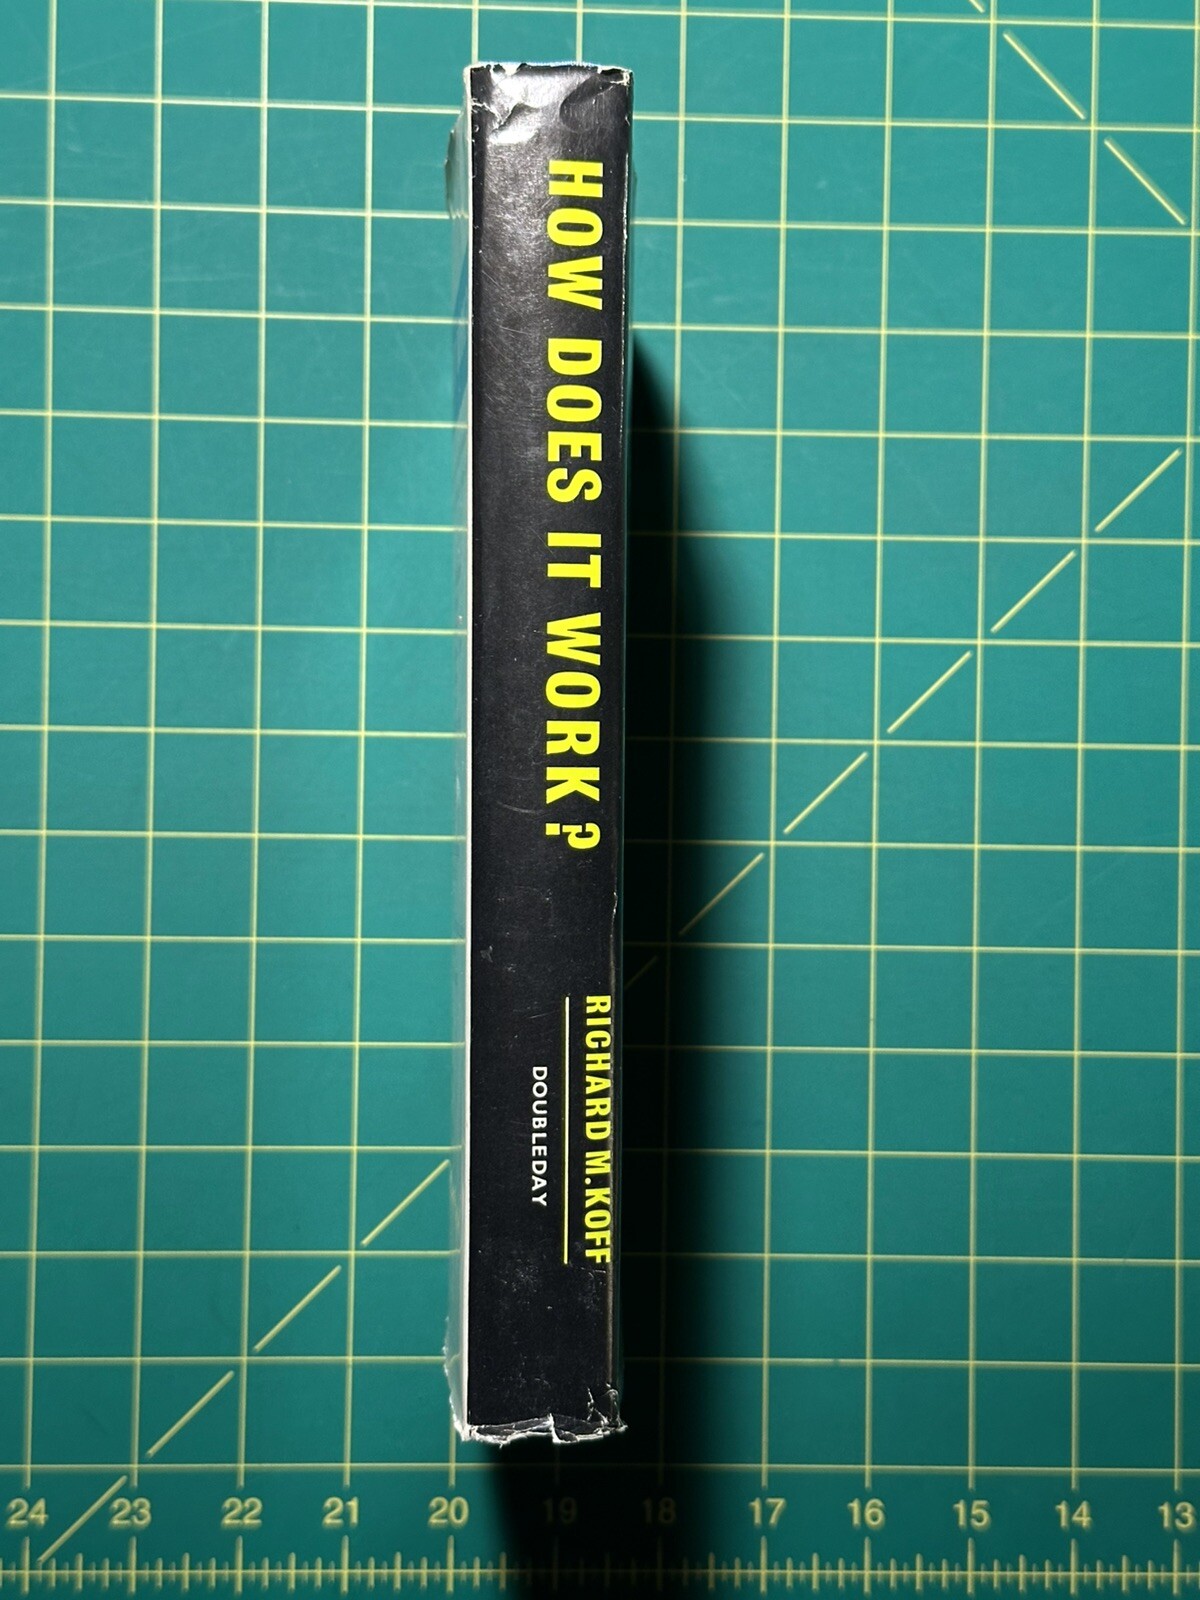 HOW DOES IT WORK?
RICHARD M. KOFF
DOUBLEDAY
24 23 22 21 20 19 18 17 16 15 14 13